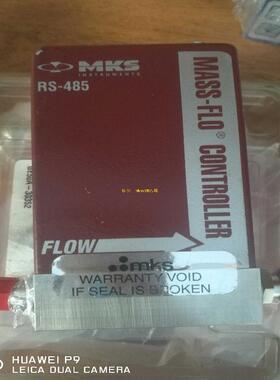 MKS
INSTRUMENTS
RS-485
MASS-FLO® CONTROLLER
FLOW
mks
WARRANTY VOID
IF SEAL IS BROKEN
HUAWEI P9
LEICA DUAL CAMERA